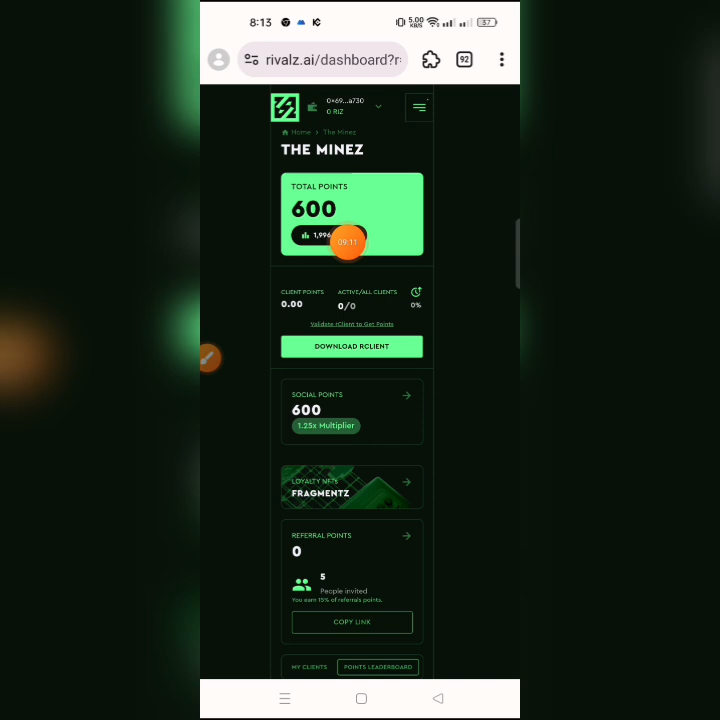 8:13
5.00
KB/S
57
rivalz.ai/dashboard?r
92
0x69...a730
0 RIZ
Home > The Minez
THE MINEZ
TOTAL POINTS
600
1,996
09:11
CLIENT POINTS
ACTIVE/ALL CLIENTS
0.00
0/0
0%
Validate rClient to Get Points
DOWNLOAD RCLIENT
SOCIAL POINTS
600
1.25x Multiplier
LOYALTY NFTs
FRAGMENTZ
REFERRAL POINTS
0
5
People invited
You earn 15% of referrals points.
COPY LINK
MY CLIENTS
POINTS LEADERBOARD